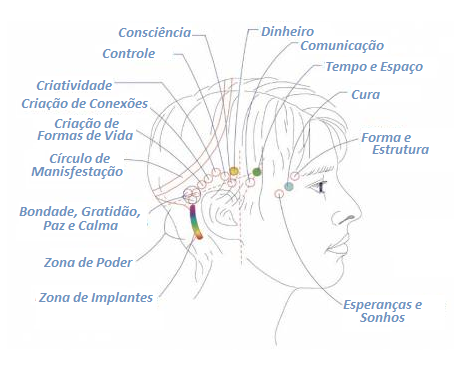 Consciência
Controle
Criatividade
Criação de Conexões
Criação de
Formas de Vida
Círculo de
Manisfestação
Bondade, Gratidão,
Paz e Calma
Zona de Poder
Zona de Implantes
Dinheiro
Comunicação
Tempo e Espaço
Cura
Forma e
Estrutura
Esperanças e
Sonhos